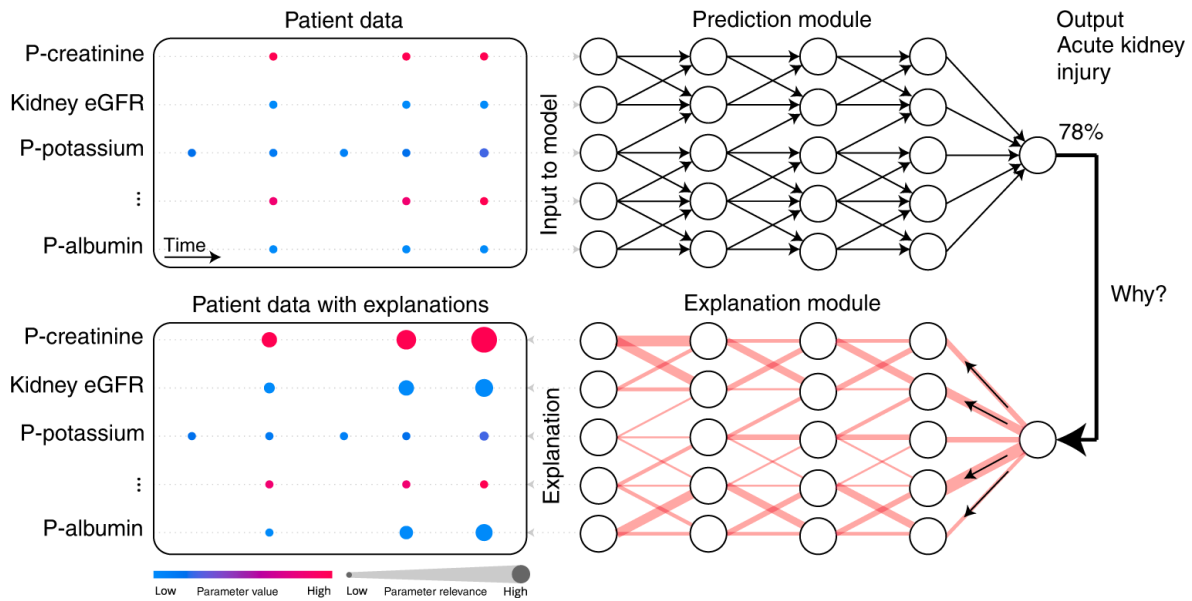 Patient data
P-creatinine
Kidney eGFR
P-potassium
...
P-albumin
Time
Input to model
Prediction module
Output
Acute kidney
injury
78%
Why?
Patient data with explanations
P-creatinine
Kidney eGFR
P-potassium
...
P-albumin
Explanation
Explanation module
Low Parameter value High
Low Parameter relevance High